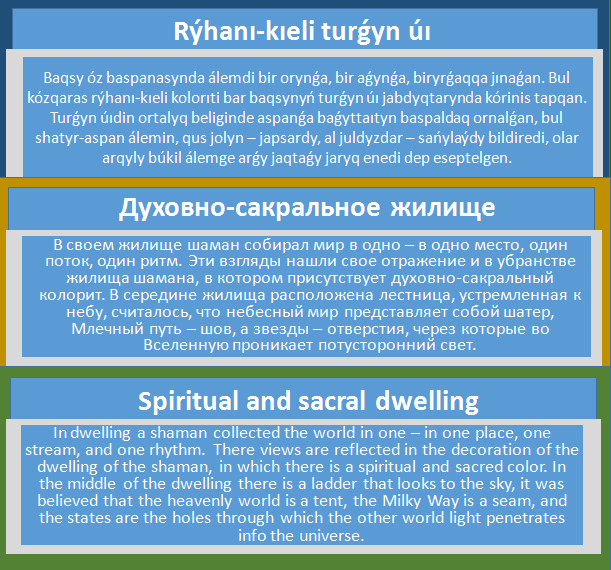 Rýhanı-kıeli turǵyn úı
Baqsy óz baspanasynda álemdi bir orynǵa, bir aǵynǵa, biryrǵaqqa jınaǵan. Bul
kózqaras rýhanı-kıeli kolorıti bar baqsynyń turǵyn úı jabdyqtarynda kórinis tapqan.
Turǵyn úıdin ortalyq beliginde aspanǵa baǵyttaıtyn baspaldaq ornalǵan, bul
shatyr-aspan álemin, qus jolyn – japsardy, al juldyzdar – sańylaýdy bildiredi, olar
arqyly búkil álemge arǵy jaqtaǵy jaryq enedi dep eseptelgen.
Духовно-сакральное жилище
В своем жилище шаман собирал мир в одно – в одно место, один
поток, один ритм. Эти взгляды нашли свое отражение и в убранстве
жилища шамана, в котором присутствует духовно-сакральный
колорит. В середине жилища расположена лестница, устремленная к
небу, считалось, что небесный мир представляет собой шатер,
Млечный путь – шов, а звезды – отверстия, через которые во
Вселенную проникает потусторонний свет.
Spiritual and sacral dwelling
In dwelling a shaman collected the world in one – in one place, one
stream, and one rhythm. There views are reflected in the decoration of the
dwelling of the shaman, in which there is a spiritual and sacred color. In
the middle of the dwelling there is a ladder that looks to the sky, it was
believed that the heavenly world is a tent, the Milky Way is a seam, and
the states are the holes through which the other world light penetrates
info the universe.